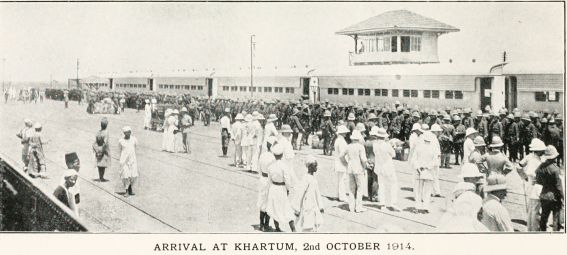 ARRIVAL AT KHARTUM, 2nd OCTOBER 1914.